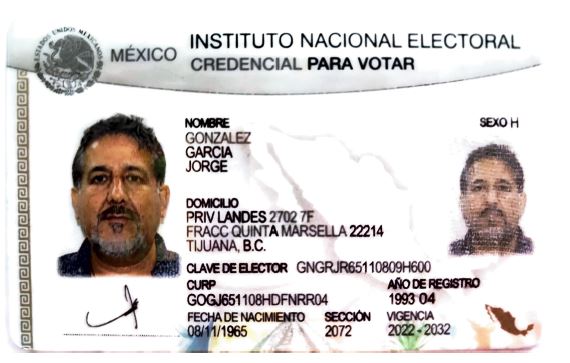 ESTADOS UNIDOS MEXICANOS
MÉXICO
INSTITUTO NACIONAL ELECTORAL
CREDENCIAL PARA VOTAR
NOMBRE
SEXO H
GONZALEZ
GARCIA
JORGE
DOMICILIO
PRIV LANDES 2702 7F
FRACC QUINTA MARSELLA 22214
TIJUANA, B.C.
CLAVE DE ELECTOR GNGRJR65110809H600
CURP AÑO DE REGISTRO
GOGJ651108HDFNRR04 1993 04
FECHA DE NACIMIENTO SECCIÓN VIGENCIA
08/11/1965 2072 2022 - 2032